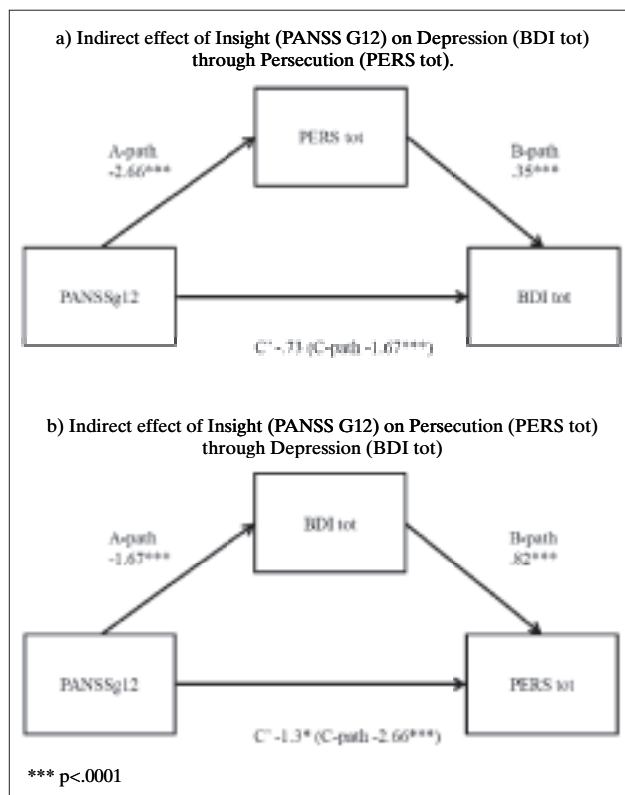 a) Indirect effect of Insight (PANSS G12) on Depression (BDI tot)
through Persecution (PERS tot).
PERS tot
A-path
-2.66***
B-path
.35***
PANSSg12
BDI tot
C' -.73 (C-path -1.67***)
b) Indirect effect of Insight (PANSS G12) on Persecution (PERS tot)
through Depression (BDI tot)
BDI tot
A-path
-1.67***
B-path
.82***
PANSSg12
PERS tot
C' -1.3* (C-path -2.66***)
*** p<.0001